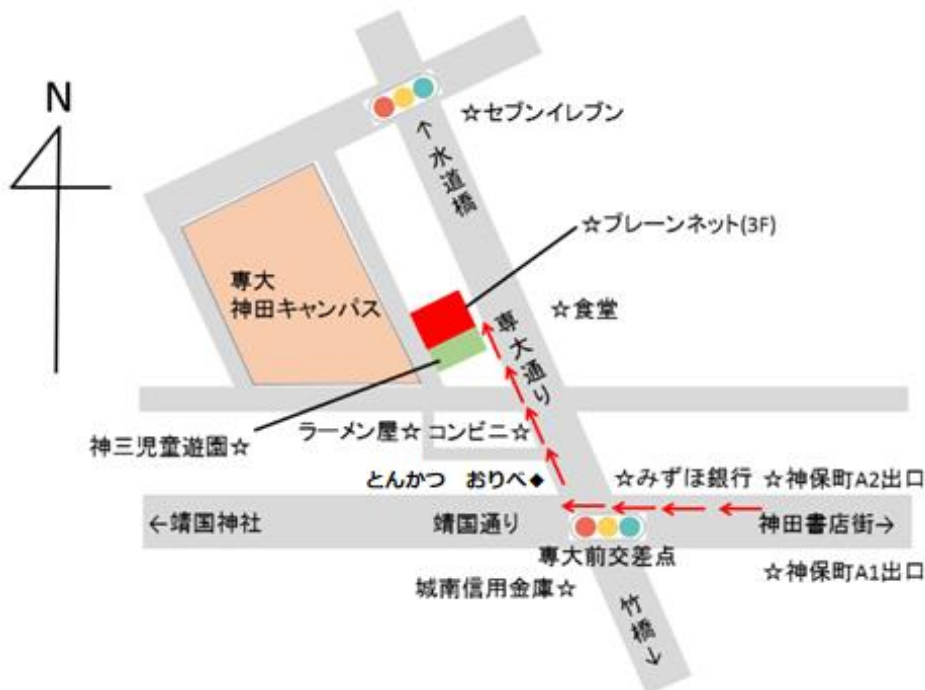 N
☆セブンイレブン
↑水道橋
☆ブレーンネット(3F)
専大
神田キャンパス
☆食堂
専大通り
神三児童遊園☆
ラーメン屋☆
コンビニ☆
とんかつ　おりべ◆
☆みずほ銀行
☆神保町A2出口
←靖国神社
靖国通り
神田書店街→
専大前交差点
☆神保町A1出口
城南信用金庫☆
竹橋↓